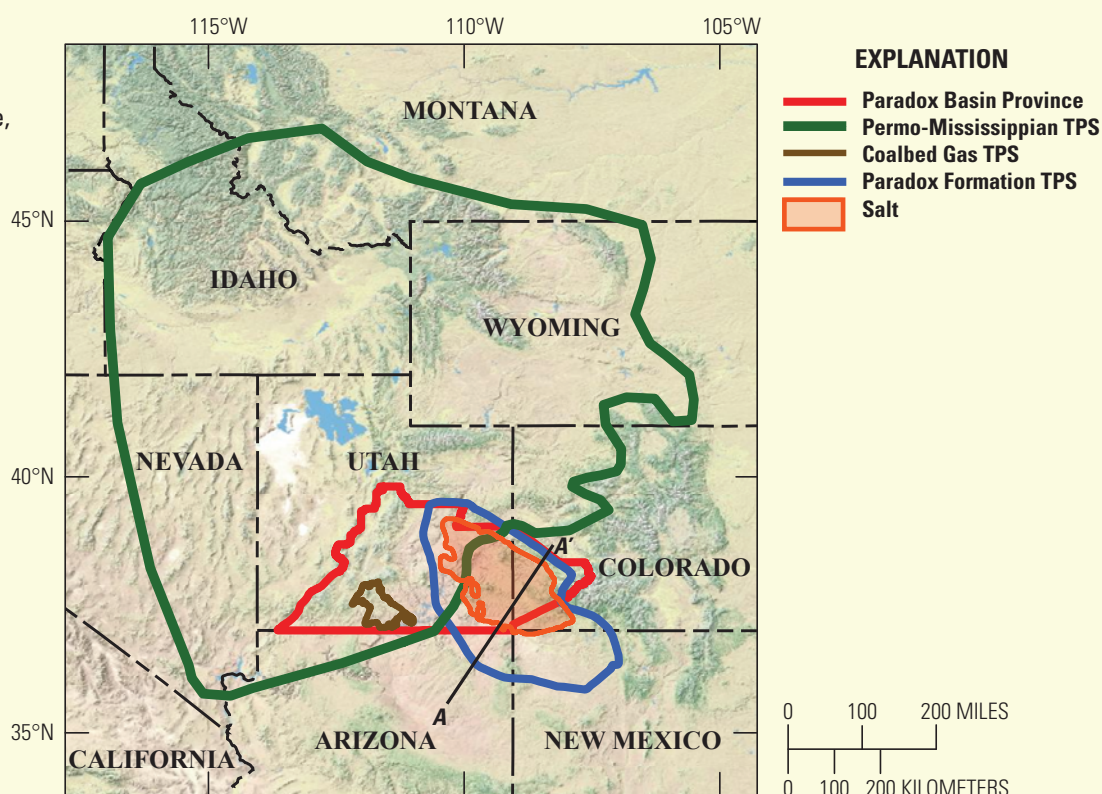 115°W
110°W
105°W
e,
45°N
40°N
35°N
MONTANA
IDAHO
WYOMING
NEVADA
UTAH
COLORADO
CALIFORNIA
ARIZONA
NEW MEXICO
A′
A
EXPLANATION
Paradox Basin Province
Permo-Mississippian TPS
Coalbed Gas TPS
Paradox Formation TPS
Salt
0 100 200 MILES
0 100 200 KILOMETERS